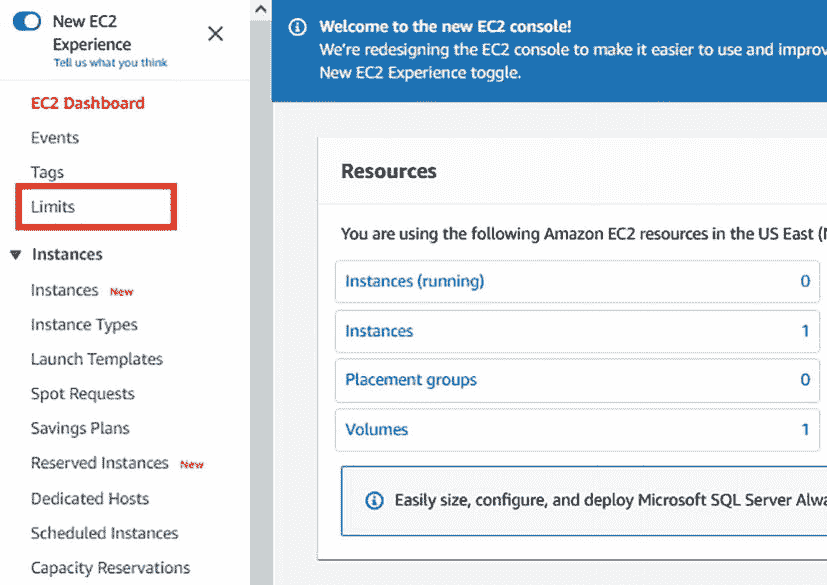 New EC2
Experience
Tell us what you think
EC2 Dashboard
Events
Tags
Limits
Instances
Instances New
Instance Types
Launch Templates
Spot Requests
Savings Plans
Reserved Instances New
Dedicated Hosts
Scheduled Instances
Capacity Reservations
Welcome to the new EC2 console!
We're redesigning the EC2 console to make it easier to use and improv
New EC2 Experience toggle.
Resources
You are using the following Amazon EC2 resources in the US East (
Instances (running) 0
Instances 1
Placement groups 0
Volumes 1
Easily size, configure, and deploy Microsoft SQL Server Alwa